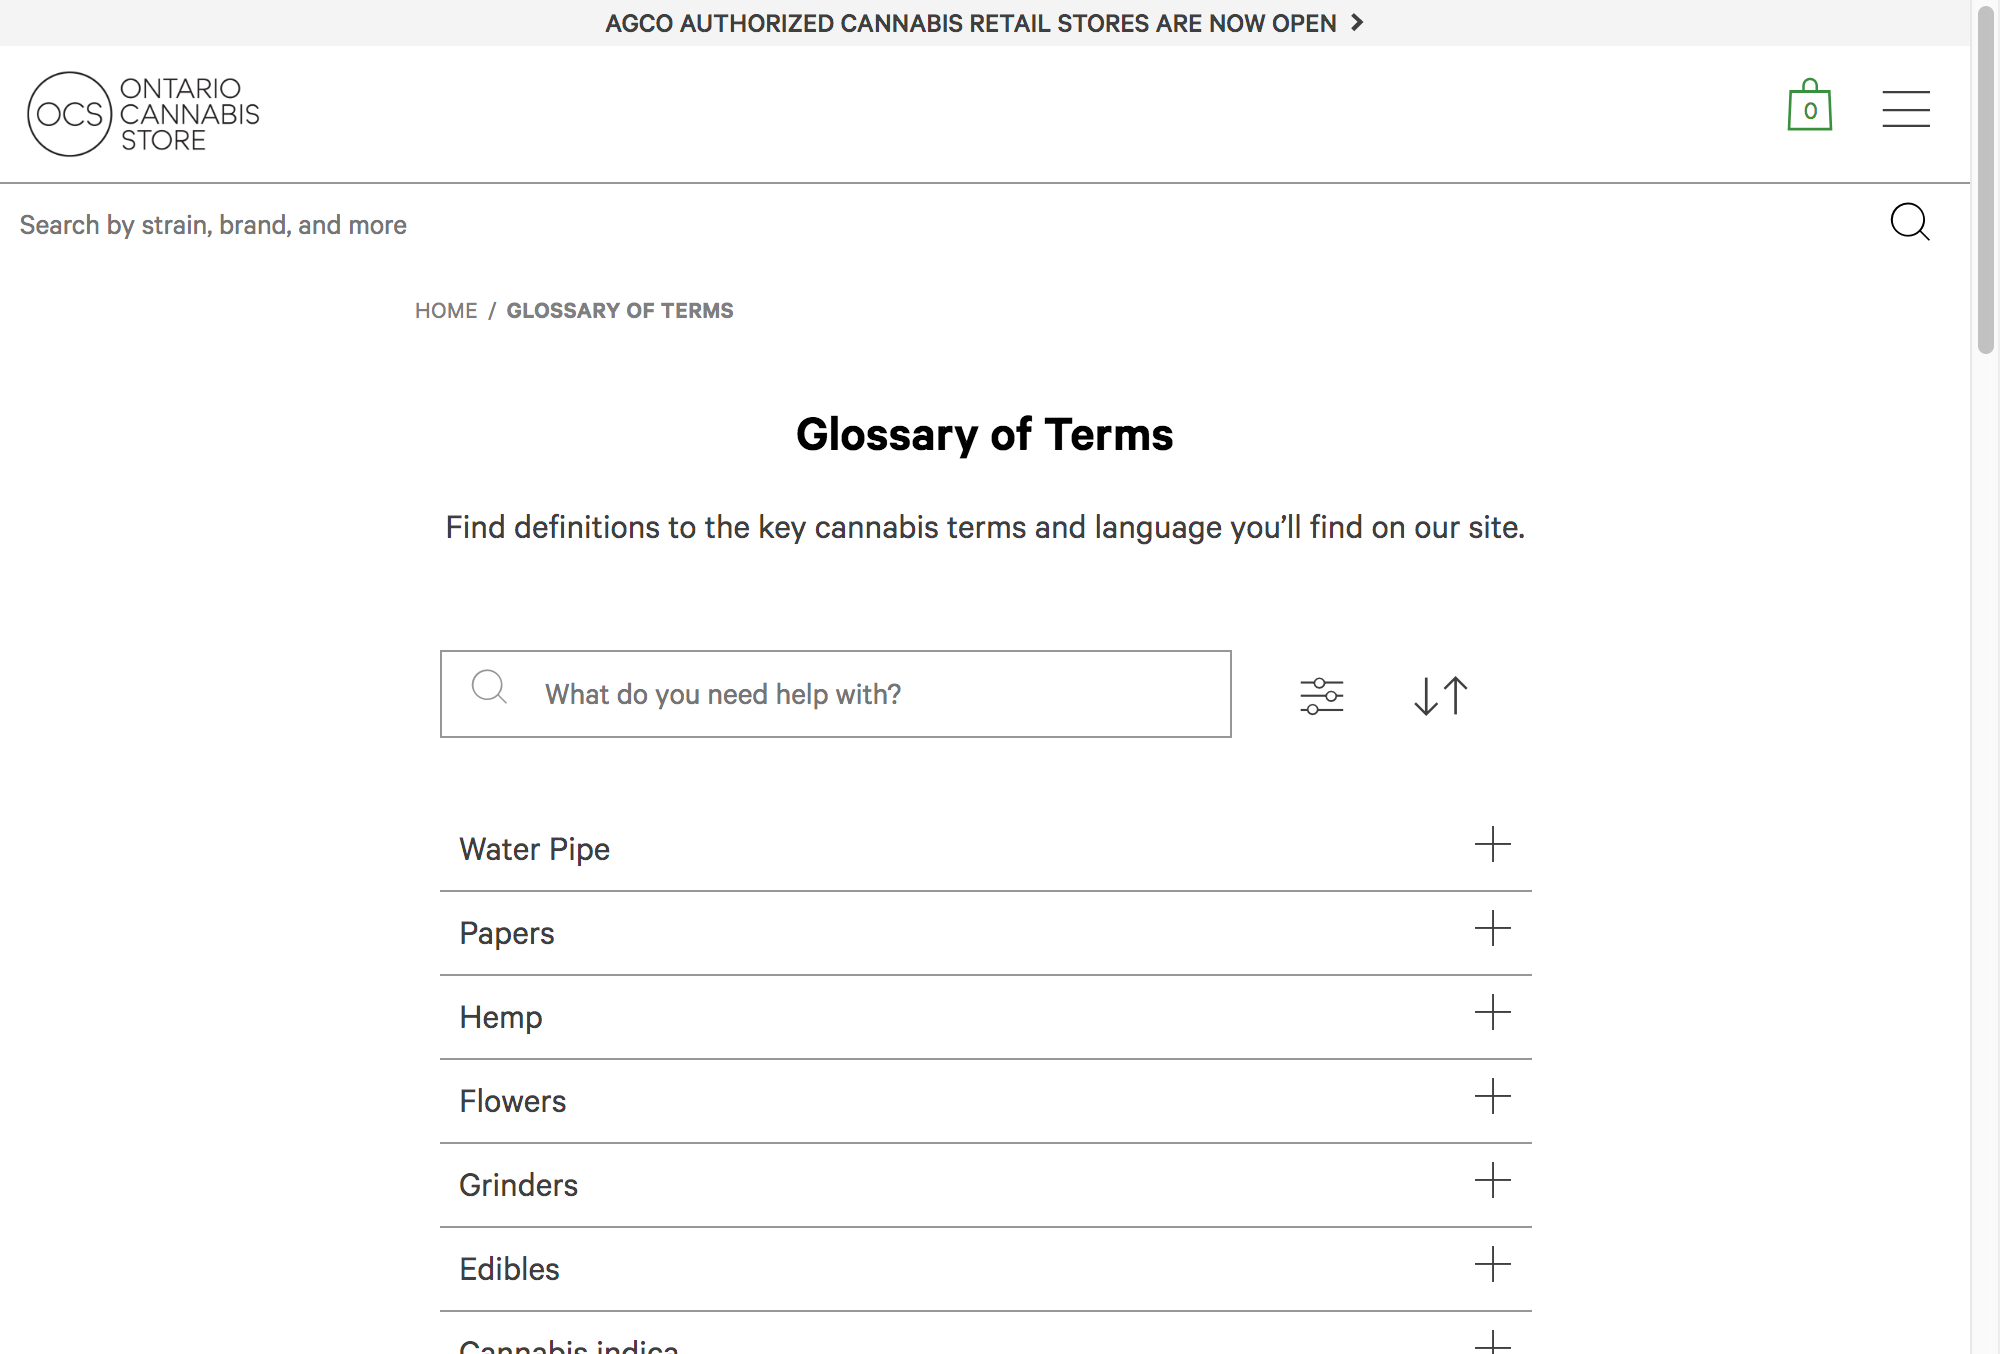 AGCO AUTHORIZED CANNABIS RETAIL STORES ARE NOW OPEN
OCS
ONTARIO
CANNABIS
STORE
0
Search by strain, brand, and more
HOME / GLOSSARY OF TERMS
Glossary of Terms
Find definitions to the key cannabis terms and language you’ll find on our site.
What do you need help with?
Water Pipe
Papers
Hemp
Flowers
Grinders
Edibles
Cannabis indica